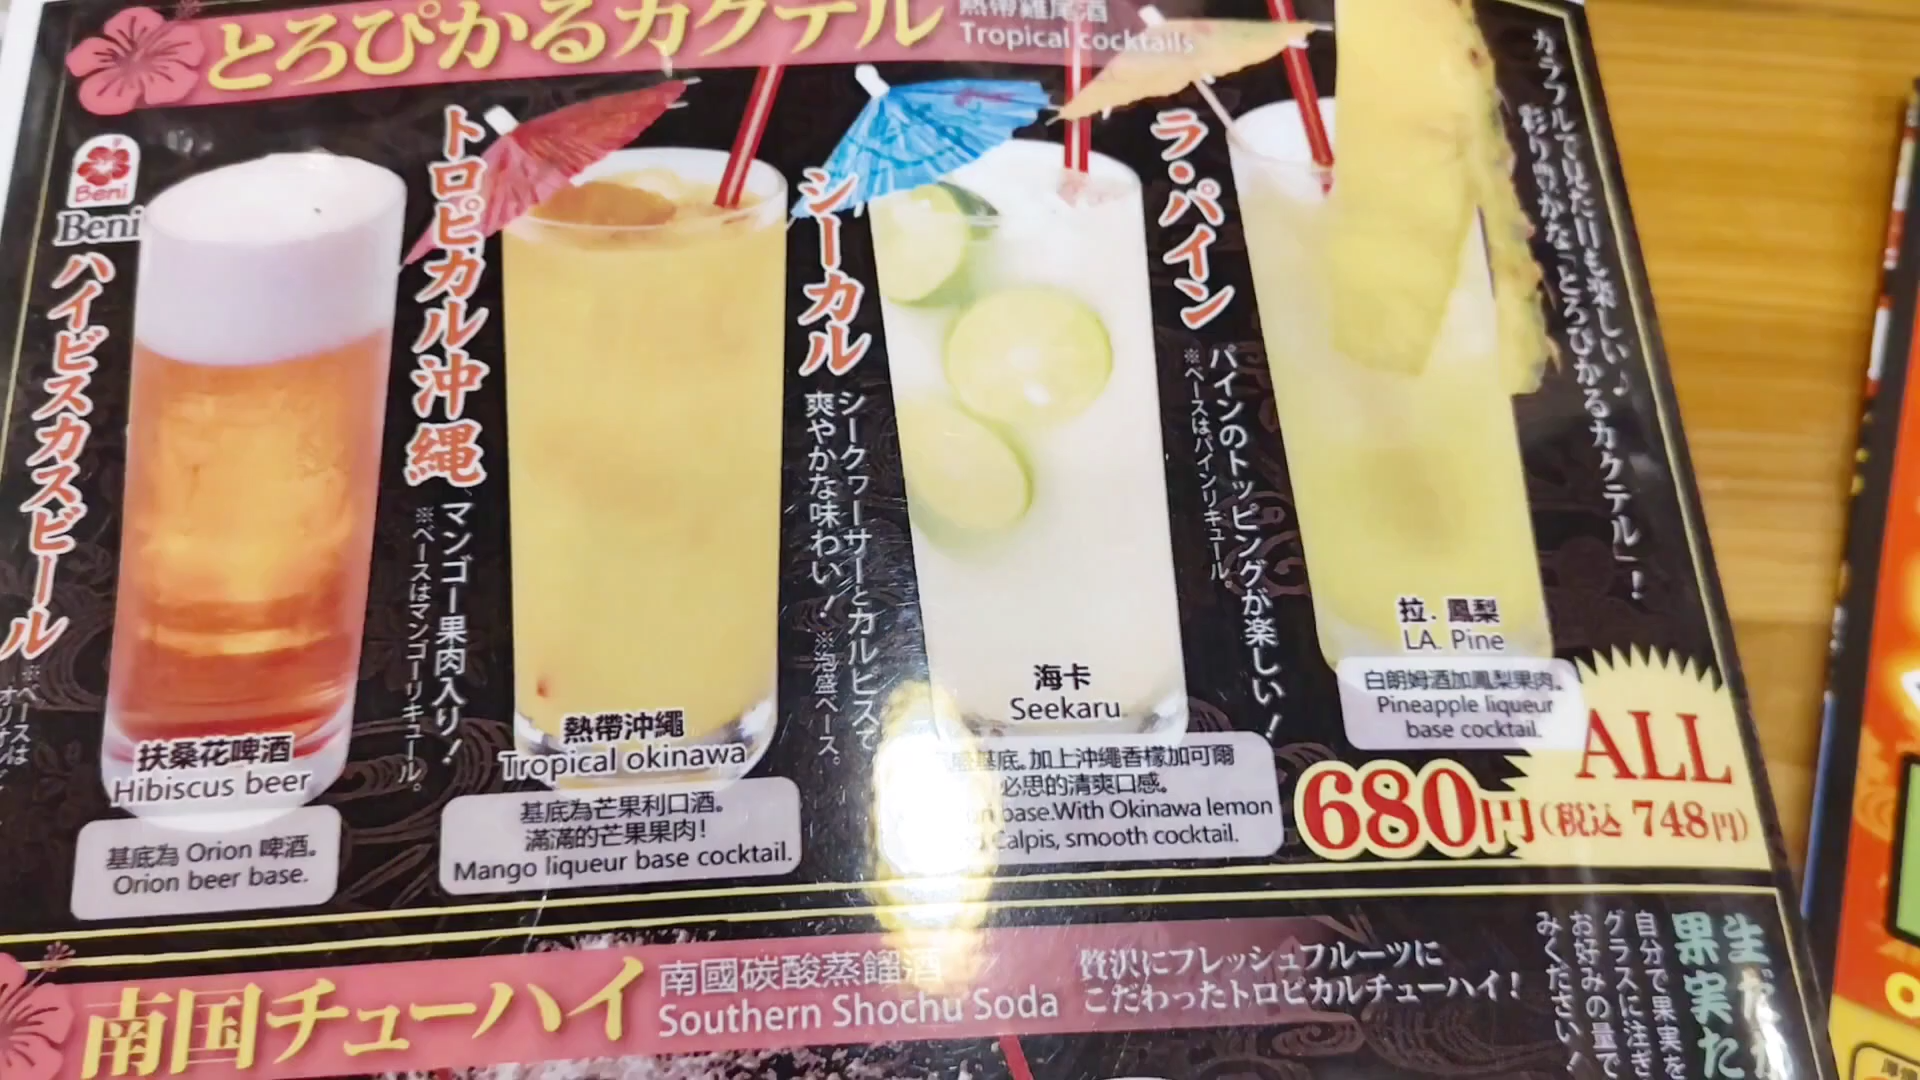 とろぴかるカクテル
熱帶雞尾酒
Tropical cocktails
カラフルで見た目も楽しい♪
彩り豊かな「とろぴかるカクテル」！
Beni
Beni
ハイビスカスビール
※ベースは
扶桑花啤酒
Hibiscus beer
基底為 Orion 啤酒。
Orion beer base.
トロピカル沖縄
マンゴー果肉入り！
※ベースはマンゴーリキュール。
熱帶沖繩
Tropical okinawa
基底為芒果利口酒。
滿滿的芒果果肉！
Mango liqueur base cocktail.
シーカル
シークヮーサーとカルピスで
爽やかな味わい！
※泡盛ベース。
海卡
Seekaru
基底，加上沖繩香檬加可爾
必思的清爽口感。
base.With Okinawa lemon
Calpis, smooth cocktail.
ラ・パイン
パインのトッピングが楽しい！
※ベースはパインリキュール。
拉．鳳梨
LA. Pine
白朗姆酒加鳳梨果肉。
Pineapple liqueur
base cocktail.
ALL
680円(税込 748円)
南国チューハイ
南國碳酸蒸餾酒
Southern Shochu Soda
贅沢にフレッシュフルーツに
こだわったトロピカルチューハイ！
生だ
果実た
自分で果実を
グラスに注ぎ
お好みの量で
みください！